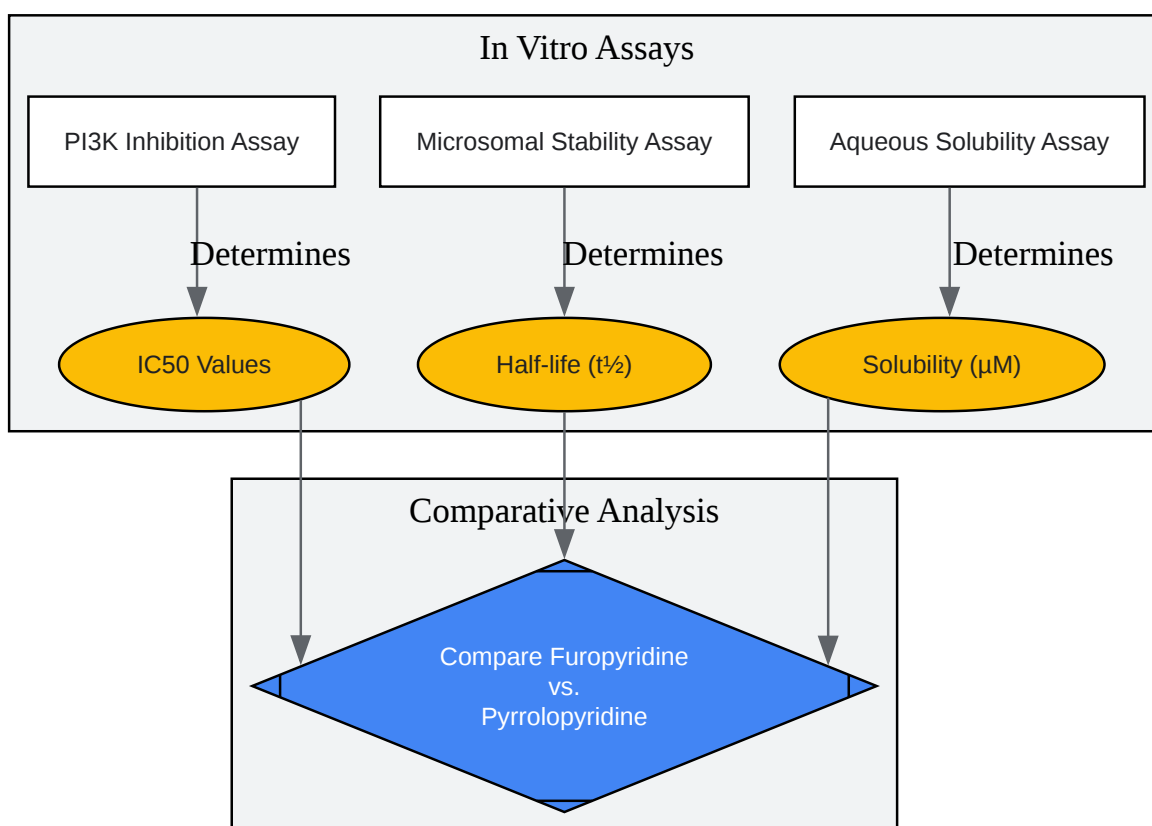 In Vitro Assays
PI3K Inhibition Assay
Microsomal Stability Assay
Aqueous Solubility Assay
Determines
Determines
Determines
IC50 Values
Half-life (t½)
Solubility (µM)
Comparative Analysis
Compare Furopyridine
vs.
Pyrrolopyridine